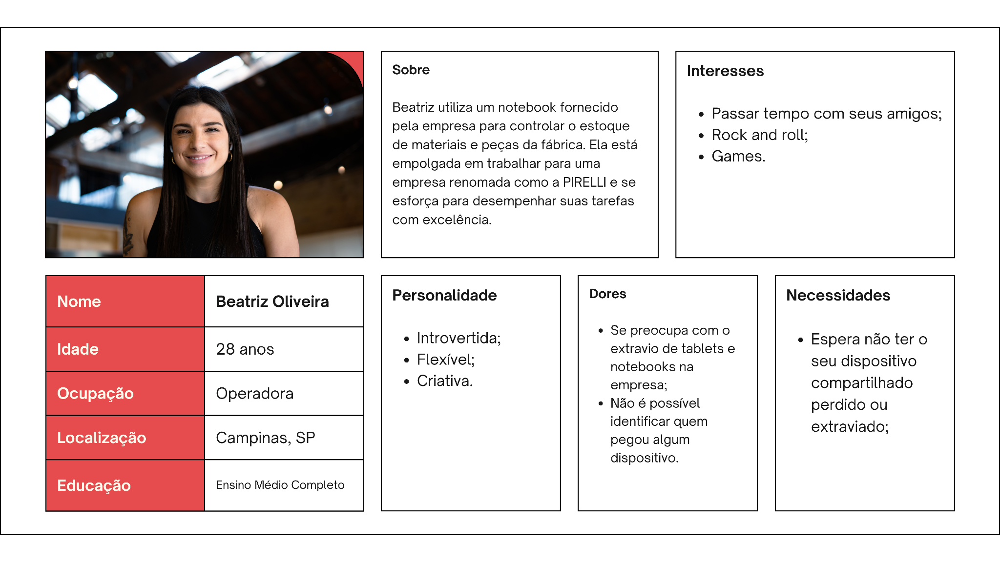 Sobre
Beatriz utiliza um notebook fornecido
pela empresa para controlar o estoque
de materiais e peças da fábrica. Ela está
empolgada em trabalhar para uma
empresa renomada como a PIRELLI e se
esforça para desempenhar suas tarefas
com excelência.
Interesses
• Passar tempo com seus amigos;
• Rock and roll;
• Games.
Nome Beatriz Oliveira
Idade 28 anos
Ocupação Operadora
Localização Campinas, SP
Educação Ensino Médio Completo
Personalidade
• Introvertida;
• Flexível;
• Criativa.
Dores
• Se preocupa com o
extravio de tablets e
notebooks na
empresa;
• Não é possível
identificar quem
pegou algum
dispositivo.
Necessidades
• Espera não ter o
seu dispositivo
compartilhado
perdido ou
extraviado;